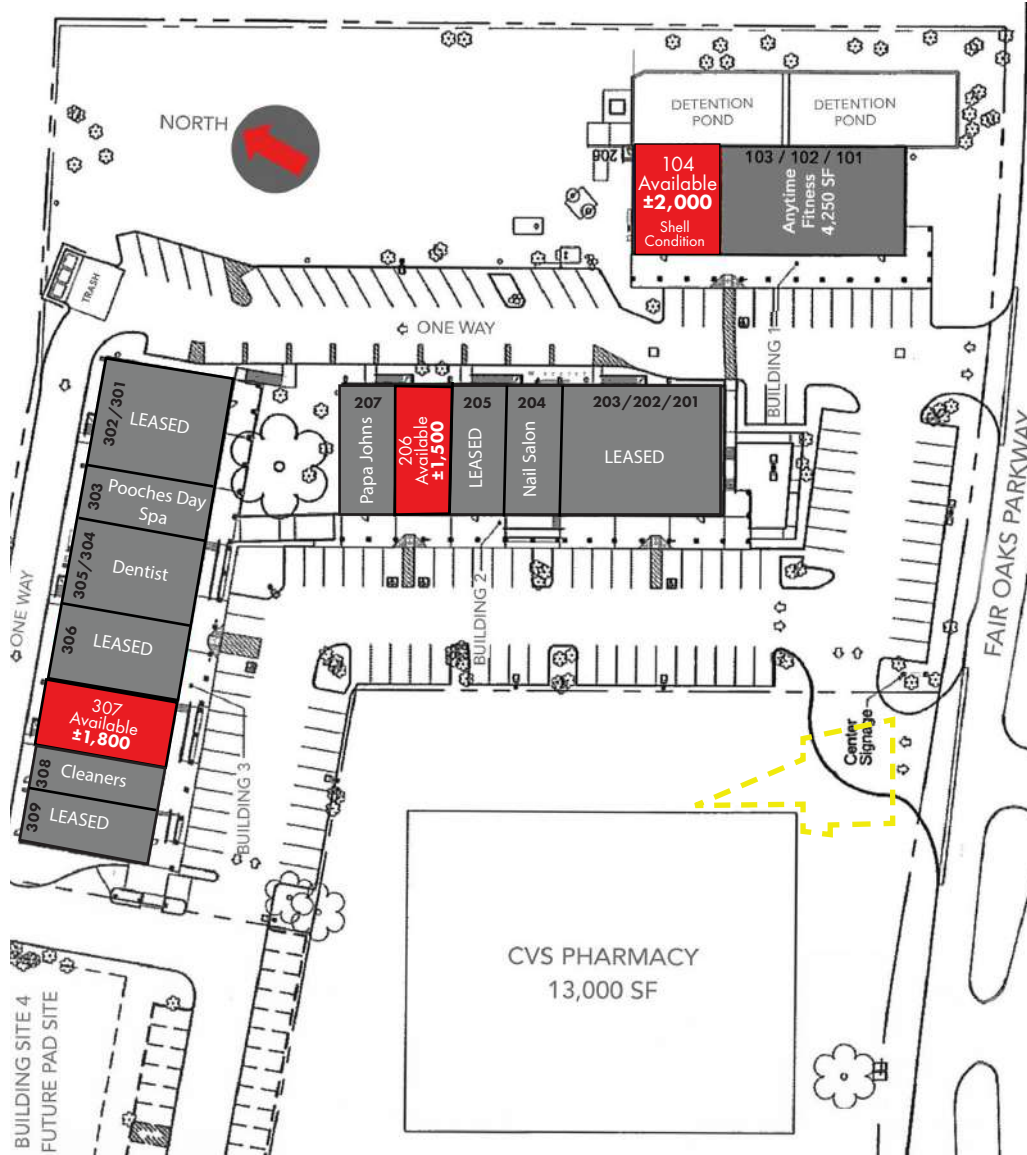 NORTH
DETENTION
POND
DETENTION
POND
208
104
Available
±2,000
Shell
Condition
103 / 102 / 101
Anytime
Fitness
4,250 SF
TRASH
ONE WAY
BUILDING 1
302/301
LEASED
303
Pooches Day
Spa
305/304
Dentist
306
LEASED
307
Available
±1,800
308
Cleaners
309
LEASED
207
Papa Johns
206
Available
±1,500
205
LEASED
204
Nail Salon
203/202/201
LEASED
ONE WAY
BUILDING 2
BUILDING 3
FAIR OAKS PARKWAY
Center
Signage
CVS PHARMACY
13,000 SF
BUILDING SITE 4
FUTURE PAD SITE